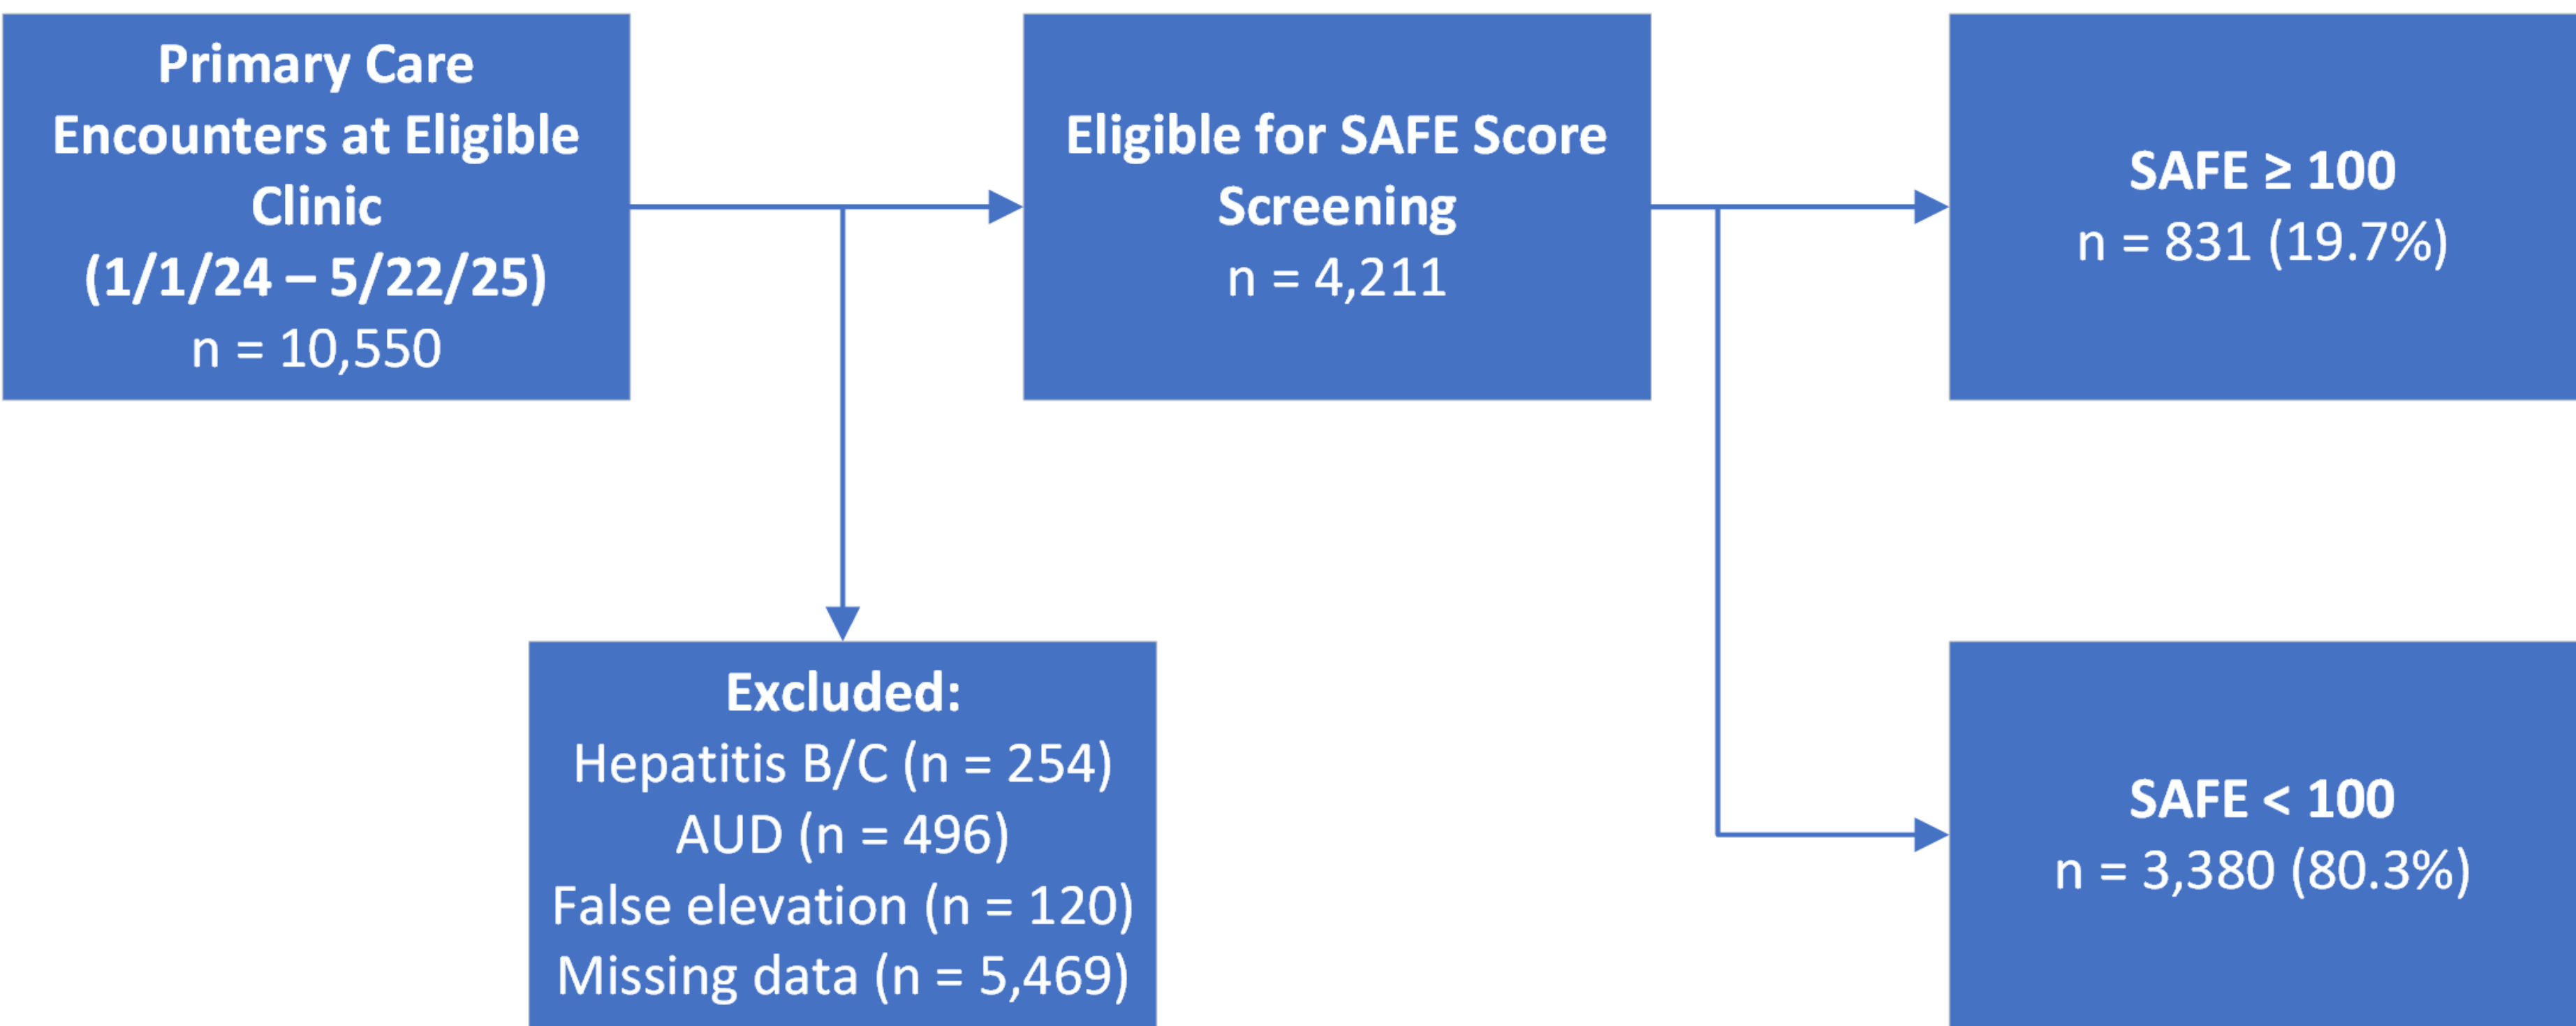 Primary Care
Encounters at Eligible
Clinic
(1/1/24 – 5/22/25)
n = 10,550
Eligible for SAFE Score
Screening
n = 4,211
SAFE ≥ 100
n = 831 (19.7%)
Excluded:
Hepatitis B/C (n = 254)
AUD (n = 496)
False elevation (n = 120)
Missing data (n = 5,469)
SAFE < 100
n = 3,380 (80.3%)